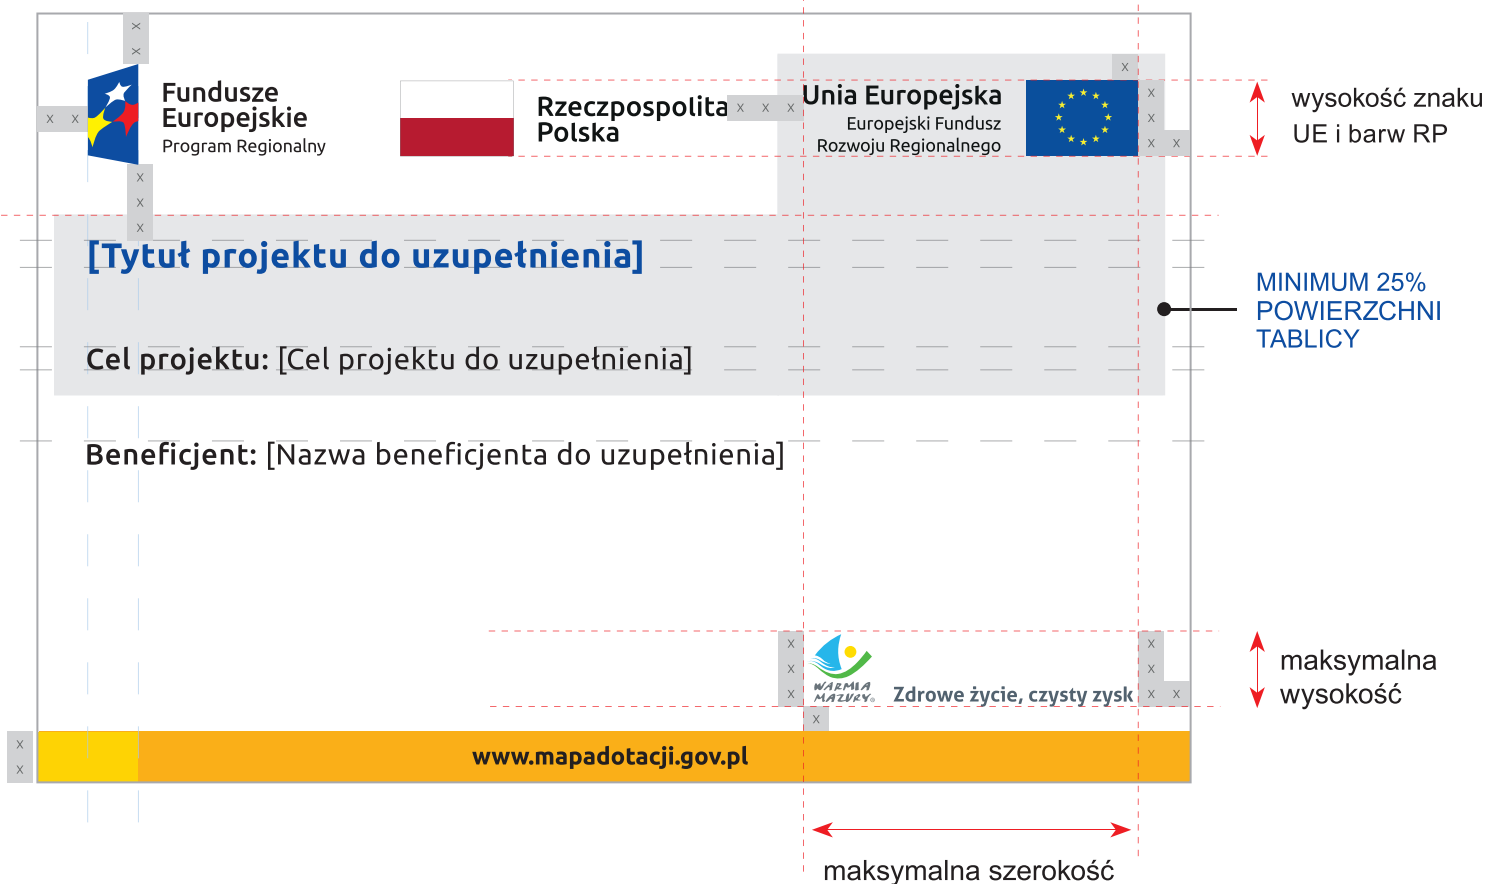 x
x
Fundusze
Europejskie
Program Regionalny
x x
Rzeczpospolita
Polska
x x x
Unia Europejska
Europejski Fundusz
Rozwoju Regionalnego
x
x
x
x x
wysokość znaku
UE i barw RP
x
x
x
[Tytuł projektu do uzupełnienia]
MINIMUM 25%
POWIERZCHNI
TABLICY
Cel projektu: [Cel projektu do uzupełnienia]
Beneficjent: [Nazwa beneficjenta do uzupełnienia]
x
x
x
WARMIA
MAZURY
Zdrowe życie, czysty zysk
x
x
x x
x
maksymalna
wysokość
x
x
www.mapadotacji.gov.pl
maksymalna szerokość